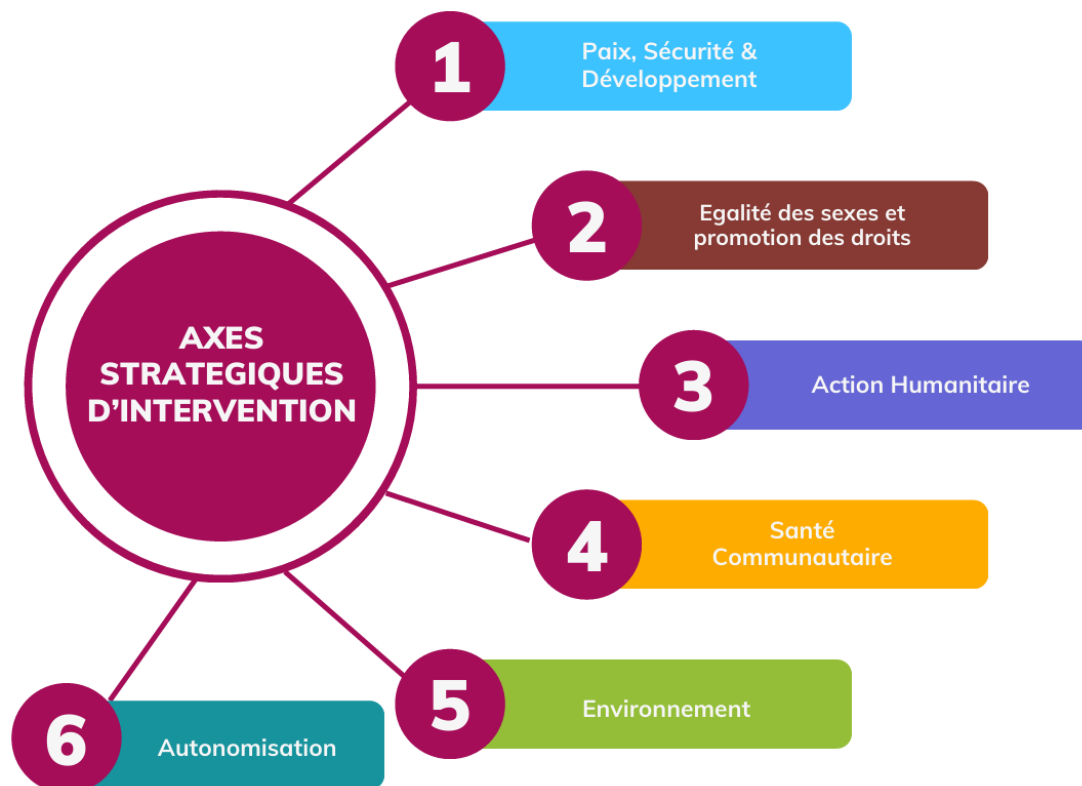 AXES
STRATEGIQUES
D’INTERVENTION
1
Paix, Sécurité &
Développement
2
Egalité des sexes et
promotion des droits
3
Action Humanitaire
4
Santé
Communautaire
5
Environnement
6
Autonomisation